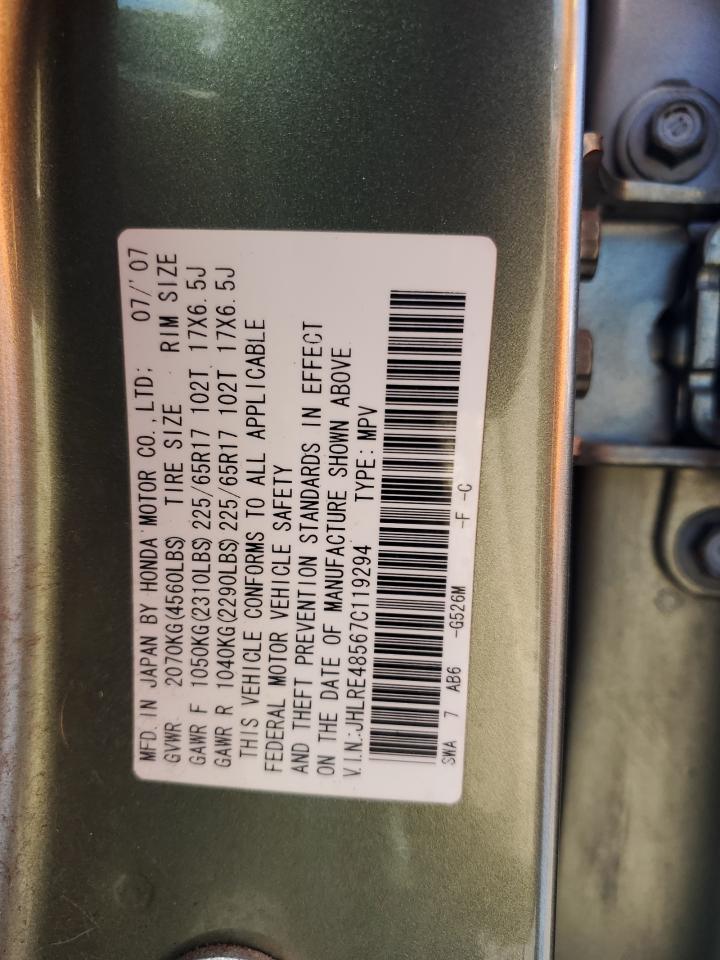 MFD. IN JAPAN BY HONDA MOTOR CO., LTD: 07/'07
GVWR 2070KG(4560LBS) TIRE SIZE RIM SIZE
GAWR F 1050KG(2310LBS) 225/65R17 102T 17X6.5J
GAWR R 1040KG(2290LBS) 225/65R17 102T 17X6.5J
THIS VEHICLE CONFORMS TO ALL APPLICABLE
FEDERAL MOTOR VEHICLE SAFETY
AND THEFT PREVENTION STANDARDS IN EFFECT
ON THE DATE OF MANUFACTURE SHOWN ABOVE.
V.I.N.:JHLRE48567C119294 TYPE: MPV
SWA 7 AB6 -G526M -F -C